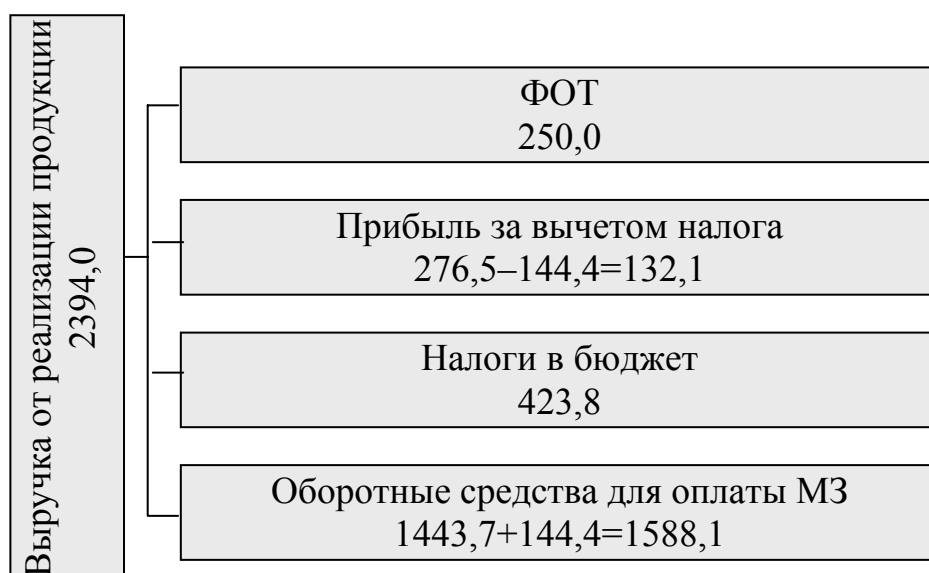 Выручка от реализации продукции
2394,0
ФОТ
250,0
Прибыль за вычетом налога
276,5–144,4=132,1
Налоги в бюджет
423,8
Оборотные средства для оплаты МЗ
1443,7+144,4=1588,1